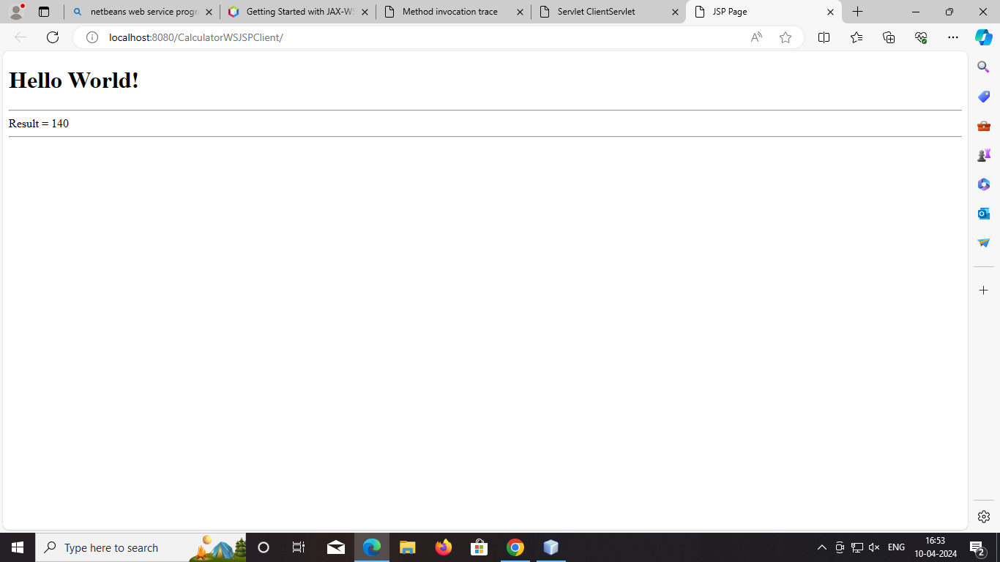 netbeans web service progr
Getting Started with JAX-WS
Method invocation trace
Servlet ClientServlet
JSP Page
localhost:8080/CalculatorWSJSPClient/
Hello World!
Result = 140
Type here to search
ENG
16:53
10-04-2024
2